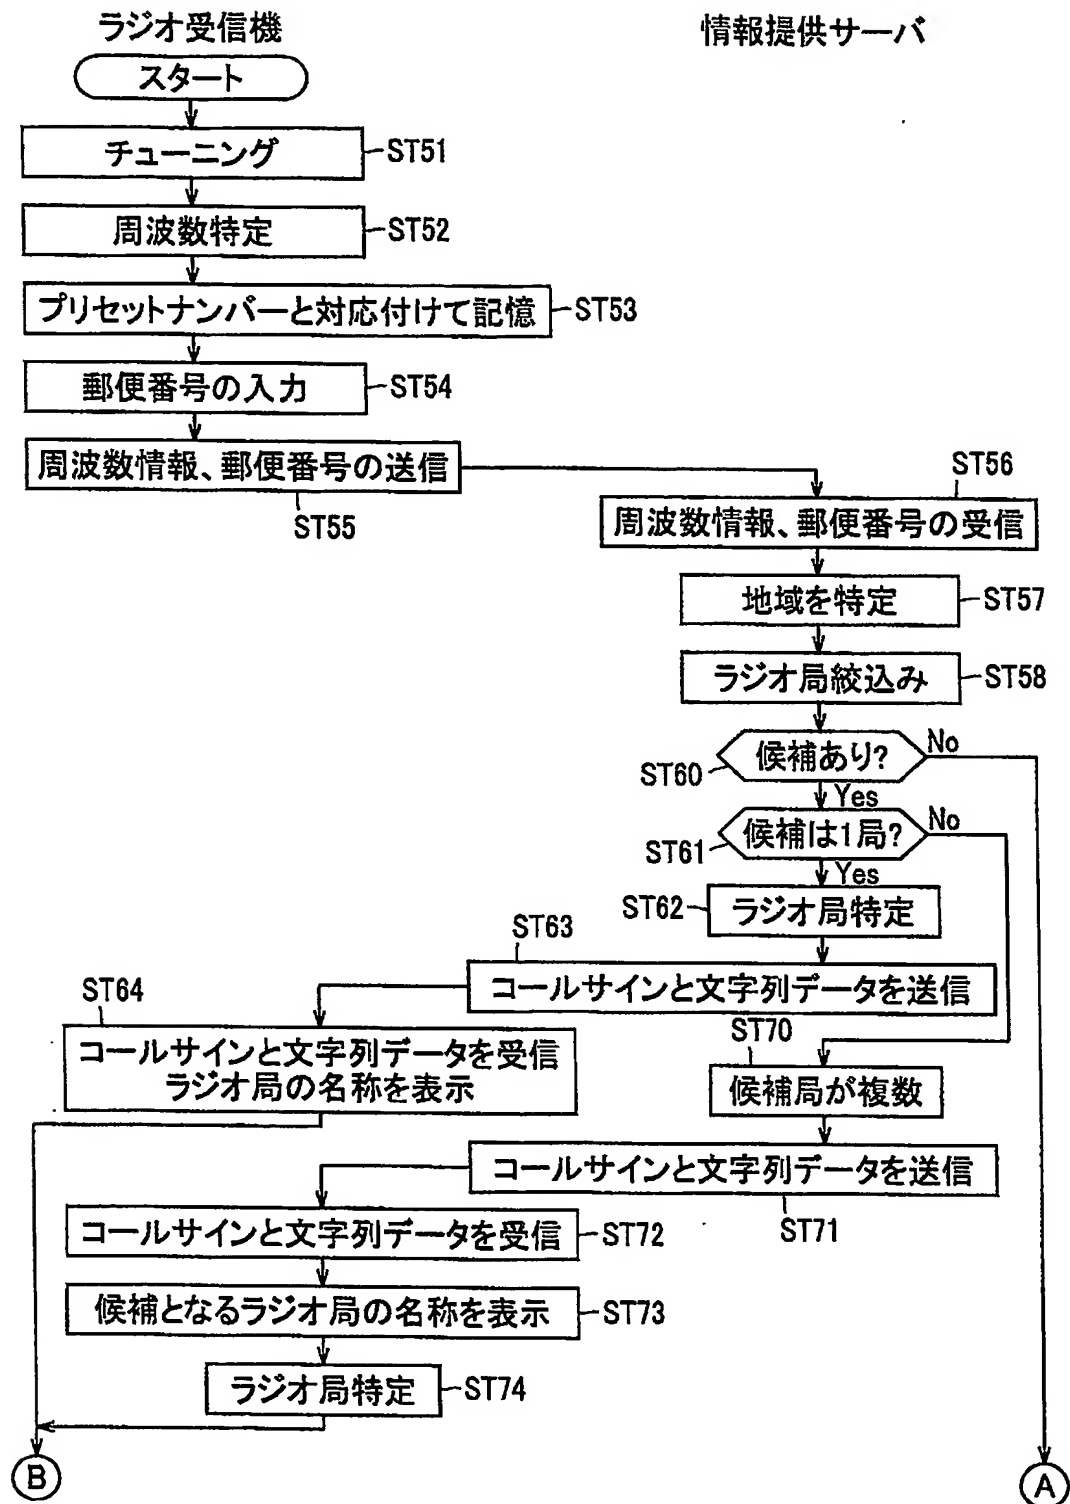 ラジオ受信機
情報提供サーバ
スタート
チューニング
ST51
周波数特定
ST52
プリセットナンバーと対応付けて記憶
ST53
郵便番号の入力
ST54
周波数情報、郵便番号の送信
ST55
ST56
周波数情報、郵便番号の受信
地域を特定
ST57
ラジオ局絞込み
ST58
候補あり?
No
ST60
Yes
候補は1局?
No
ST61
Yes
ST62
ラジオ局特定
ST63
コールサインと文字列データを送信
ST64
コールサインと文字列データを受信
ラジオ局の名称を表示
ST70
候補局が複数
コールサインと文字列データを送信
ST71
コールサインと文字列データを受信
ST72
候補となるラジオ局の名称を表示
ST73
ラジオ局特定
ST74
B
A